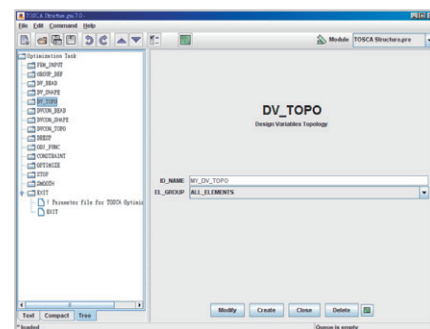 TOSCA Structure.pre 7.0 -
File Edit Command Help
Module TOSCA Structure.pre
Optimization Task
FEM_INPUT
GROUP_DEF
DV_BEAD
DV_SHAPE
DV_TOPO
DVCON_BEAD
DVCON_SHAPE
DVCON_TOPO
DRESP
OBJ_FUNC
CONSTRAINT
OPTIMIZE
STOP
SMOOTH
EXIT
! Parameter file for TOSCA Optimiz
EXIT
DV_TOPO
Design Variables Topology
ID_NAME MY_DV_TOPO
EL_GROUP ALL_ELEMENTS
Modify Create Close Delete
Text Compact Tree
* loaded
Queue is empty